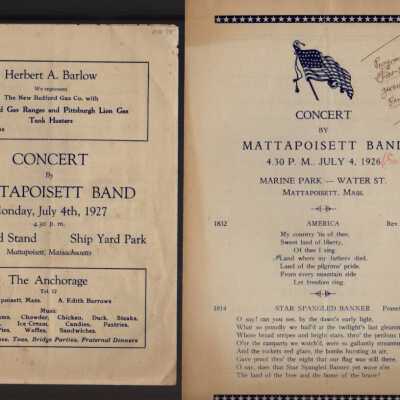 Herbert A. Barlow
We represent
The New Bedford Gas Co. with
Gas Ranges and Pittsburgh Lion Gas
Tank Heaters
CONCERT
By
TAPOISETT BAND
onday, July 4th, 1927
4.30 p. m.
d Stand Ship Yard Park
Mattapoisett, Massachusetts
The Anchorage
Tel 12
poisett, Mass. A. Edith Burrows
Menu:
Chowder, Chicken, Duck, Steaks,
Ice Cream, Candies, Pastries,
Pies, Waffles, Sandwiches.
Teas, Bridge Parties, Fraternal Dinners
CONCERT
BY
MATTAPOISETT BAND
4.30 P. M., JULY 4, 1926
MARINE PARK — WATER ST.
MATTAPOISETT, MASS.
1832 AMERICA Rev
My country 'tis of thee,
Sweet land of liberty,
Of thee I sing
Land where my fathers died,
Land of the pilgrims' pride,
From every mountain side
Let freedom ring.
1814 STAR SPANGLED BANNER
O say! can you see, by the dawn's early light,
What so proudly we hail'd at the twilight's last gleaming
Whose broad stripes and bright stars, thro' the perilous
O'er the ramparts we watch'd, were so gallantly streaming
And the rockets red glare, the bombs bursting in air,
Gave proof thro' the night that our flag was still there.
O say, does that Star Spangled Banner yet wave o'er
The land of the free and the home of the brave?